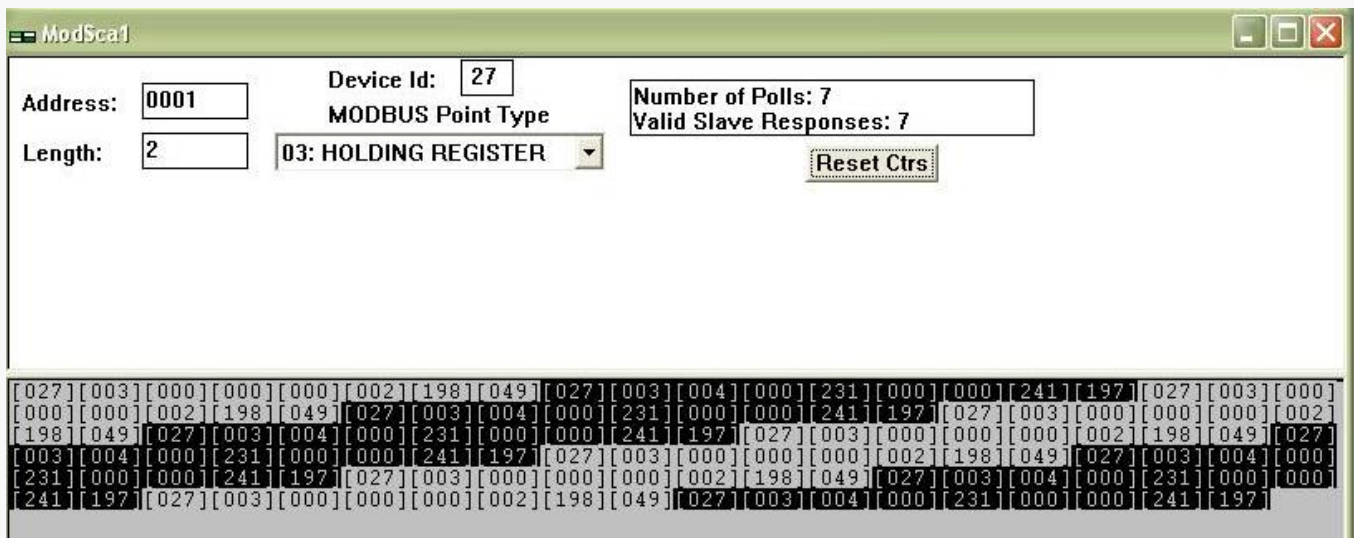 ModSca1
Address: 0001
Device Id: 27
MODBUS Point Type
Length: 2
03: HOLDING REGISTER
Number of Polls: 7
Valid Slave Responses: 7
Reset Ctrs
[027][003][000][000][000][002][198][049][027][003][004][000][231][000][000][241][197][027][003][000]
[000][000][002][198][049][027][003][004][000][231][000][000][241][197][027][003][000][000][000][002]
[198][049][027][003][004][000][231][000][000][241][197][027][003][000][000][000][002][198][049][027]
[003][004][000][231][000][000][241][197][027][003][000][000][000][002][198][049][027][003][004][000]
[231][000][000][241][197][027][003][000][000][000][002][198][049][027][003][004][000][231][000][000]
[241][197][027][003][000][000][000][002][198][049][027][003][004][000][231][000][000][241][197]